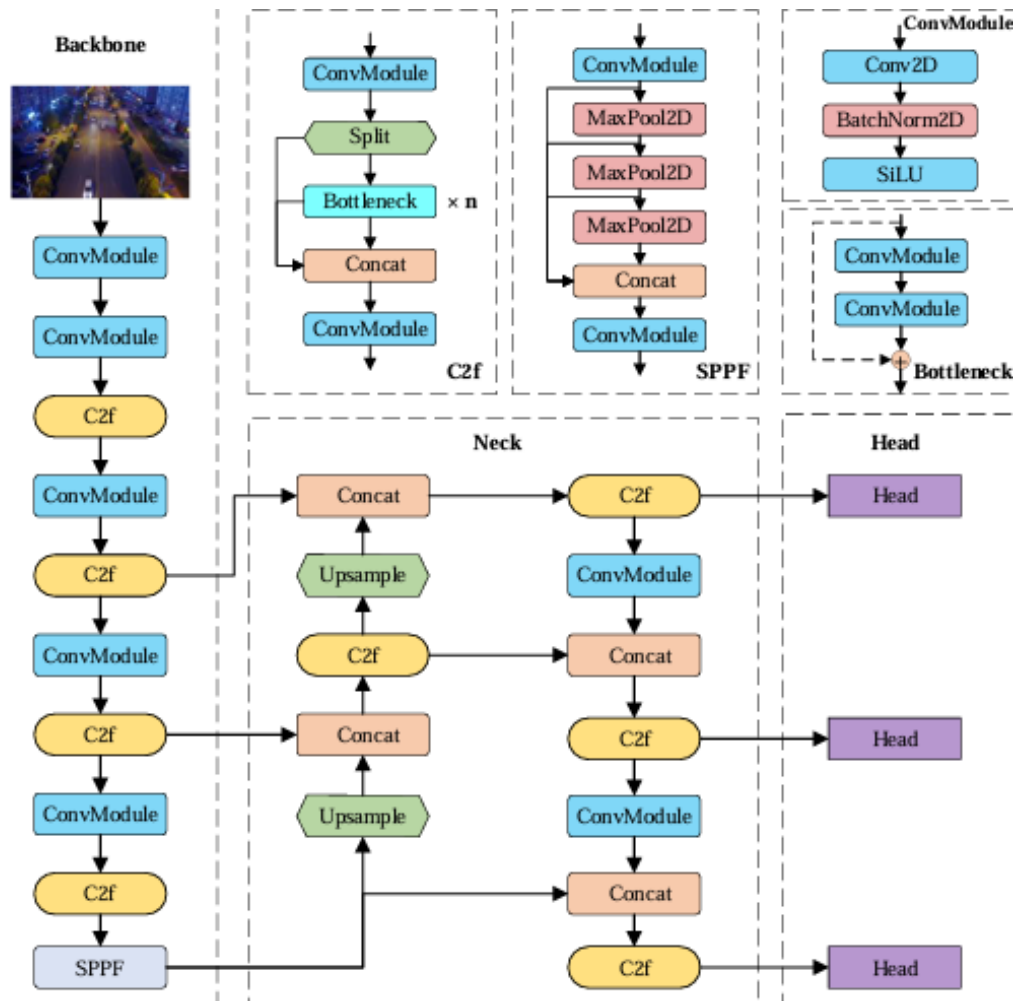 Backbone
ConvModule
ConvModule
C2f
ConvModule
C2f
ConvModule
C2f
ConvModule
C2f
SPPF
ConvModule
Split
Bottleneck × n
Concat
ConvModule
C2f
ConvModule
MaxPool2D
MaxPool2D
MaxPool2D
Concat
ConvModule
SPPF
ConvModule
Conv2D
BatchNorm2D
SiLU
ConvModule
ConvModule
+
Bottleneck
Neck
Concat
Upsample
C2f
Concat
Upsample
C2f
ConvModule
Concat
C2f
ConvModule
Concat
C2f
Head
Head
Head
Head